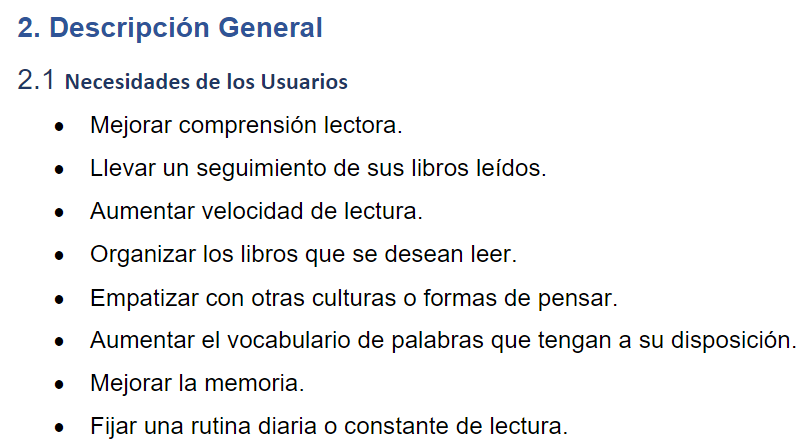 2. Descripción General
2.1 Necesidades de los Usuarios
• Mejorar comprensión lectora.
• Llevar un seguimiento de sus libros leídos.
• Aumentar velocidad de lectura.
• Organizar los libros que se desean leer.
• Empatizar con otras culturas o formas de pensar.
• Aumentar el vocabulario de palabras que tengan a su disposición.
• Mejorar la memoria.
• Fijar una rutina diaria o constante de lectura.